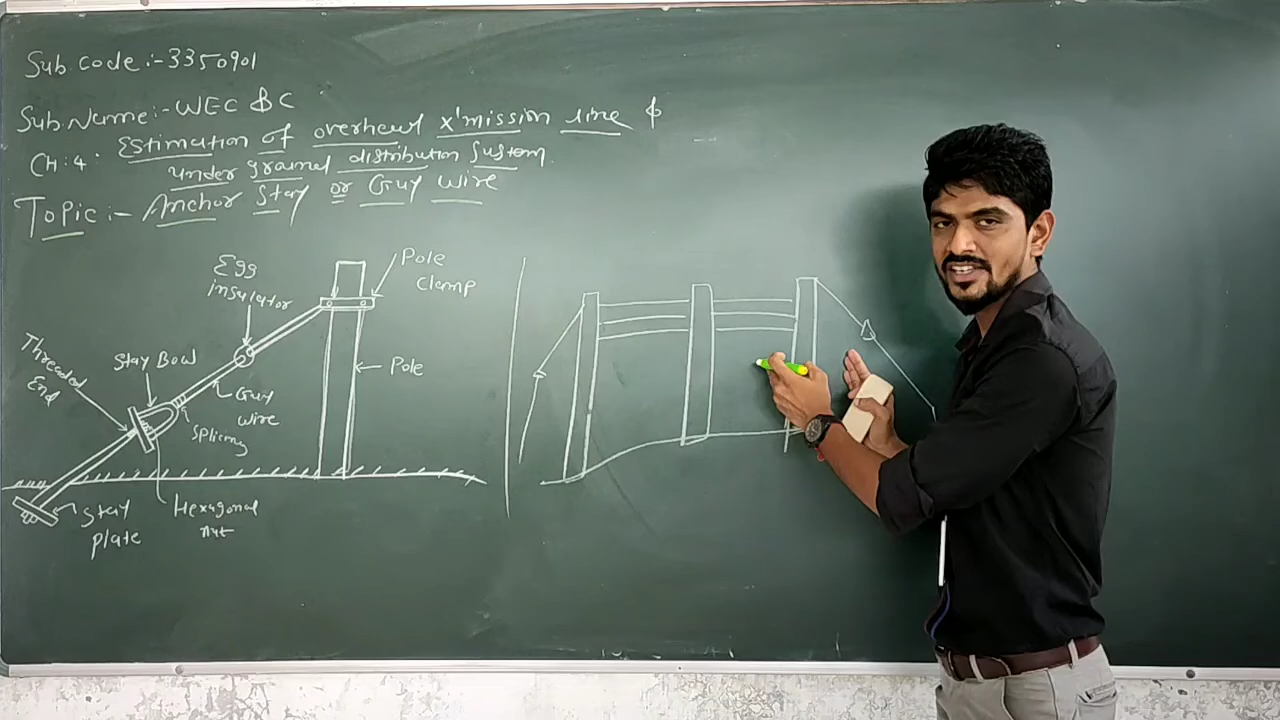 Sub code :- 3350901
Sub Name :- WEC & C
Ch : 4 . Estimation of overhead x'mission line &
under ground distribution System.
Topic :- Anchor Stay or Guy wire
Egg
insulator
Pole
Clamp
Threaded
End
Stay Bow
Pole
Guy
wire
Splicing
Stay
plate
Hexagonal
nut